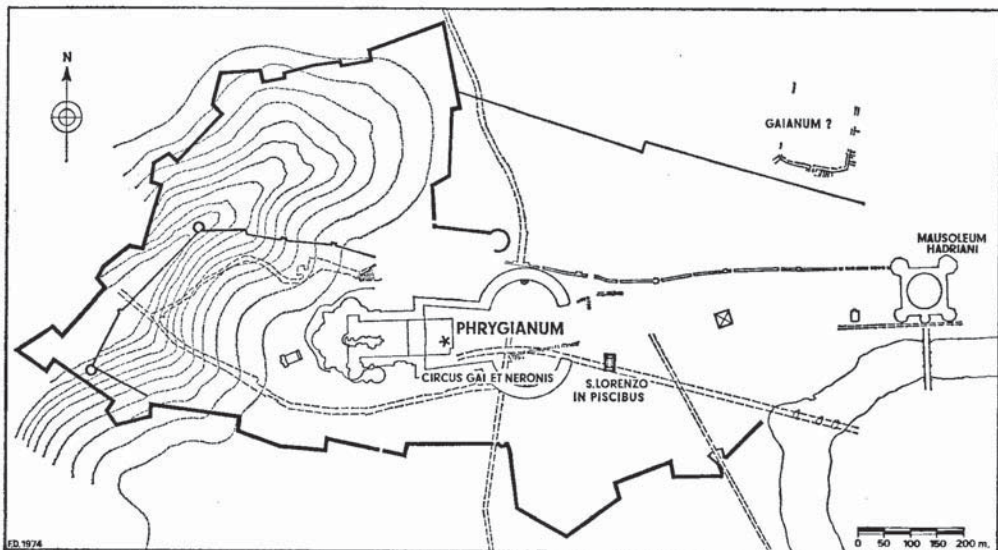 N
GAIANUM ?
MAUSOLEUM
HADRIANI
PHRYGIANUM
CIRCUS GAI ET NERONIS
S.LORENZO
IN PISCIBUS
F.D. 1974
0 50 100 150 200 m.